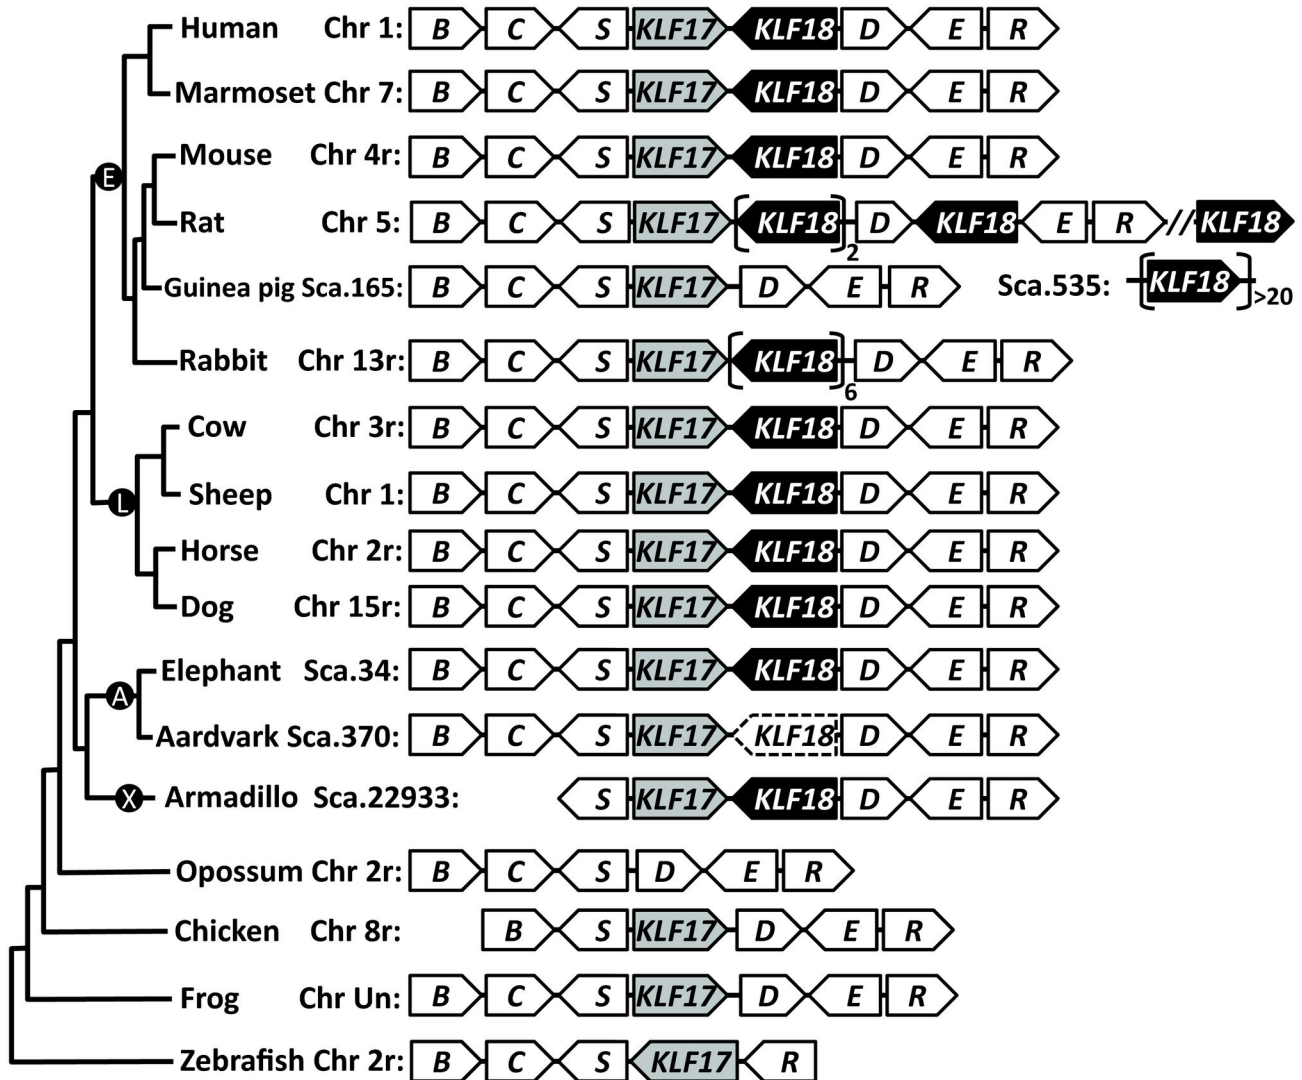 Human Chr 1: B C S KLF17 KLF18 D E R
Marmoset Chr 7: B C S KLF17 KLF18 D E R
E
Mouse Chr 4r: B C S KLF17 KLF18 D E R
Rat Chr 5: B C S KLF17 [KLF18]2 D KLF18 E R // KLF18
Guinea pig Sca.165: B C S KLF17 D E R Sca.535: [KLF18]>20
Rabbit Chr 13r: B C S KLF17 [KLF18]6 D E R
Cow Chr 3r: B C S KLF17 KLF18 D E R
L
Sheep Chr 1: B C S KLF17 KLF18 D E R
Horse Chr 2r: B C S KLF17 KLF18 D E R
Dog Chr 15r: B C S KLF17 KLF18 D E R
Elephant Sca.34: B C S KLF17 KLF18 D E R
A
Aardvark Sca.370: B C S KLF17 KLF18 D E R
X Armadillo Sca.22933: S KLF17 KLF18 D E R
Opossum Chr 2r: B C S D E R
Chicken Chr 8r: B S KLF17 D E R
Frog Chr Un: B C S KLF17 D E R
Zebrafish Chr 2r: B C S KLF17 R